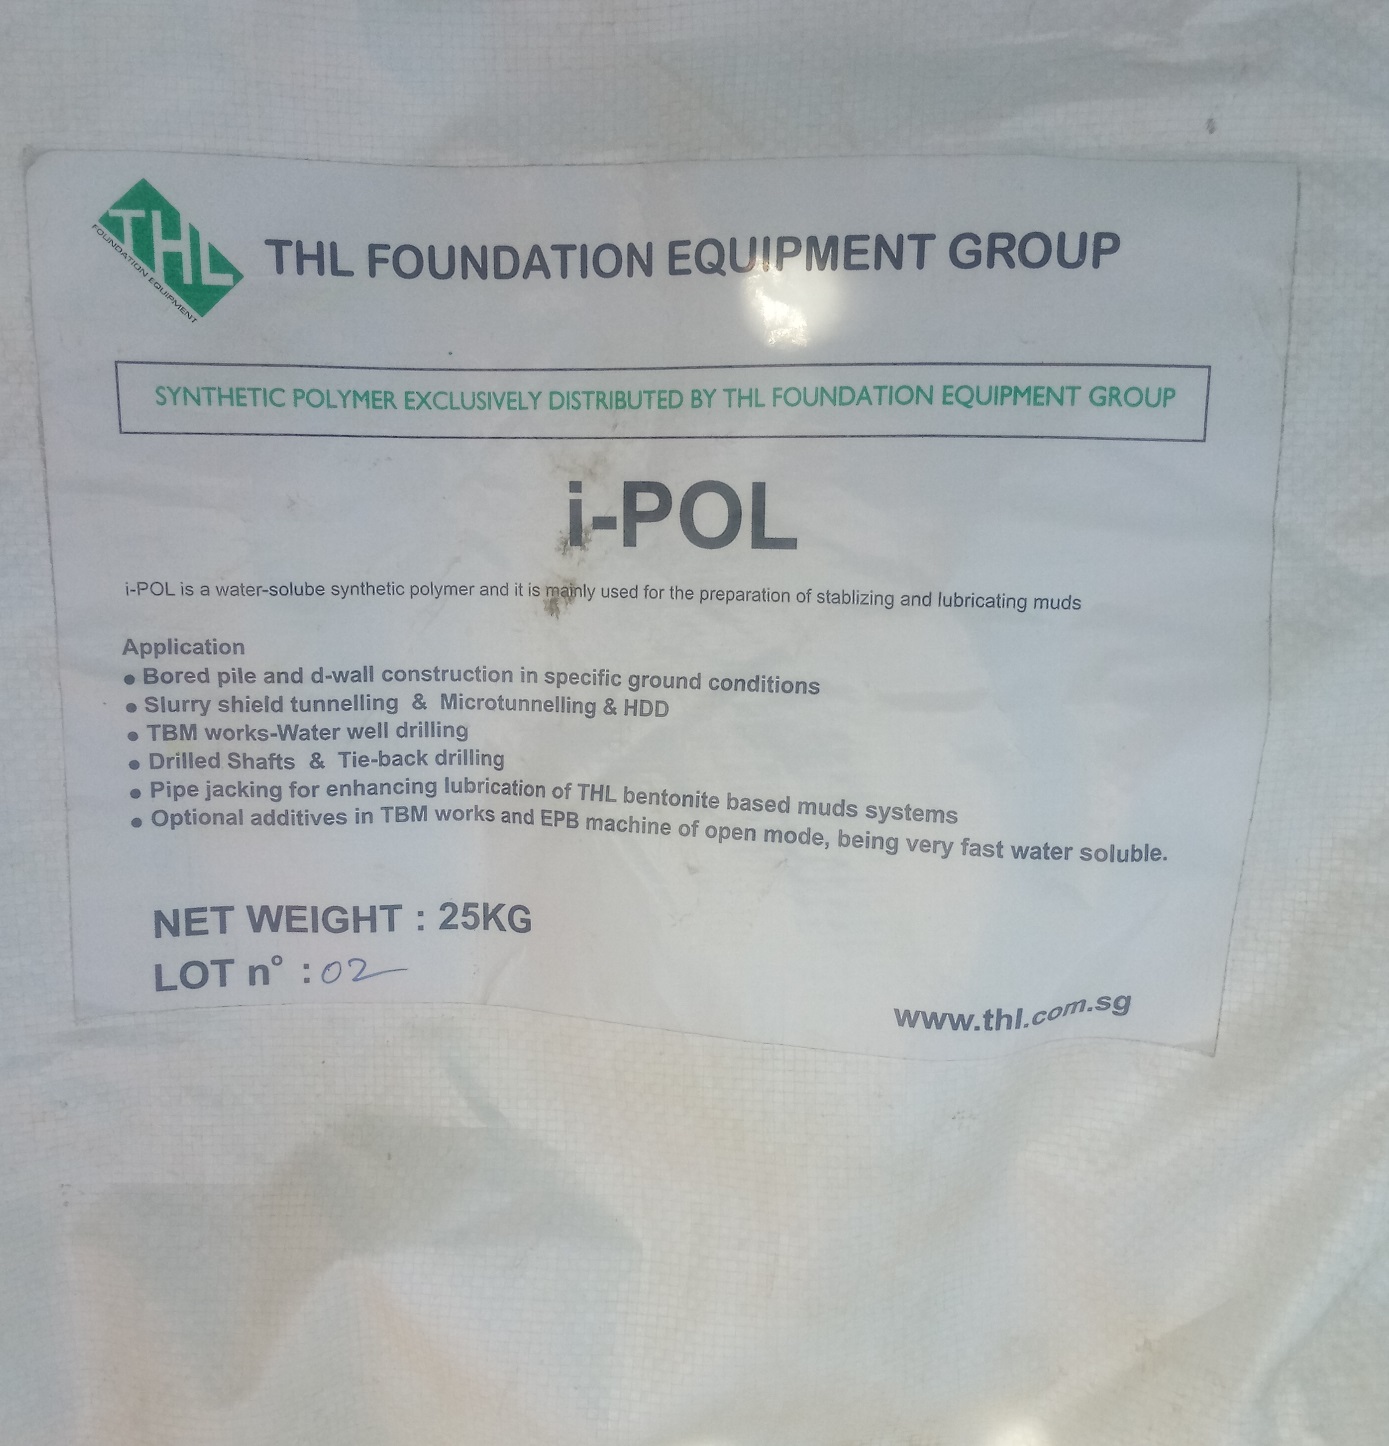 THL
FOUNDATION EQUIPMENT
THL FOUNDATION EQUIPMENT GROUP
SYNTHETIC POLYMER EXCLUSIVELY DISTRIBUTED BY THL FOUNDATION EQUIPMENT GROUP
i-POL
i-POL is a water-solube synthetic polymer and it is mainly used for the preparation of stablizing and lubricating muds
Application
• Bored pile and d-wall construction in specific ground conditions
• Slurry shield tunnelling & Microtunnelling & HDD
• TBM works-Water well drilling
• Drilled Shafts & Tie-back drilling
• Pipe jacking for enhancing lubrication of THL bentonite based muds systems
• Optional additives in TBM works and EPB machine of open mode, being very fast water soluble.
NET WEIGHT : 25KG
LOT n° : 02
www.thl.com.sg